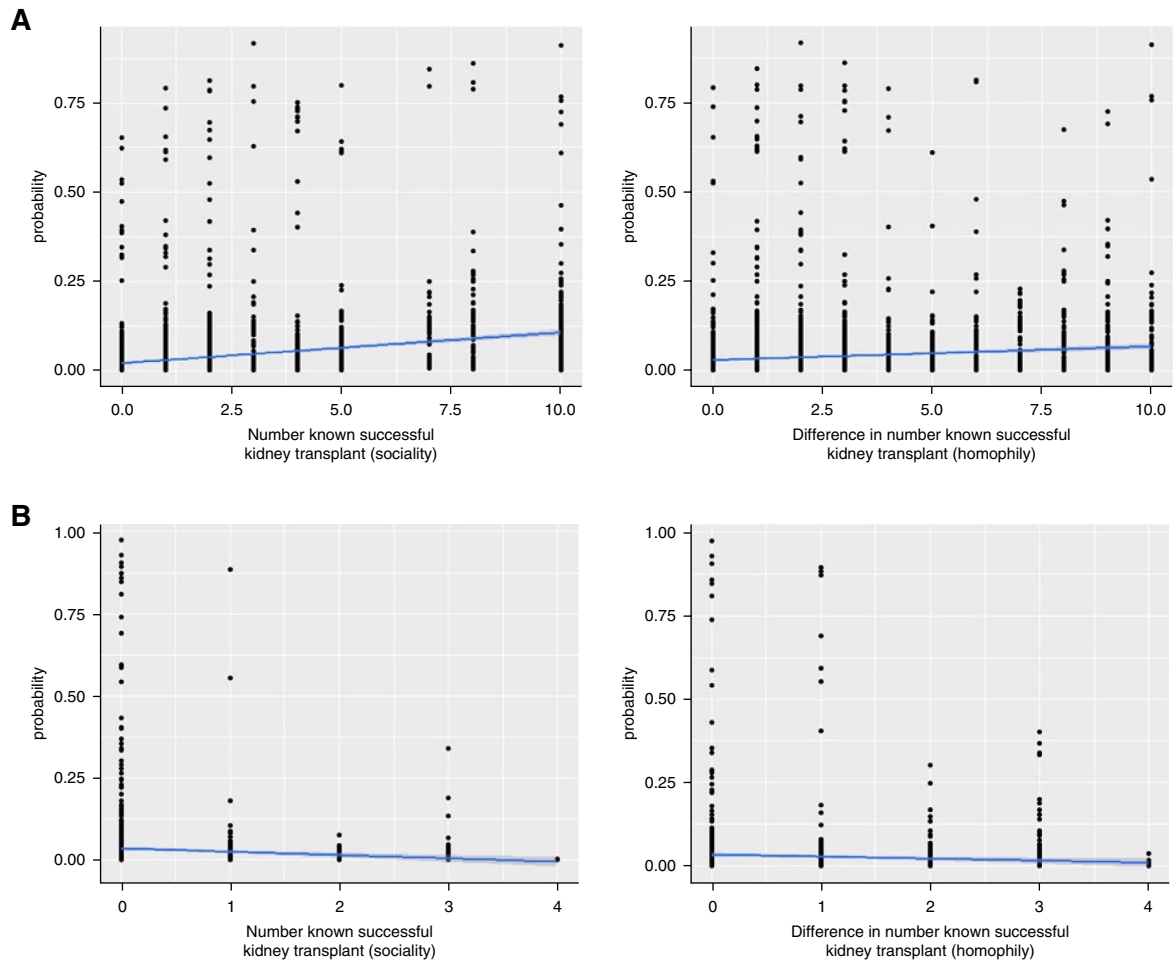 A
probability
0.75
0.50
0.25
0.00
0.0 2.5 5.0 7.5 10.0
Number known successful
kidney transplant (sociality)
probability
0.75
0.50
0.25
0.00
0.0 2.5 5.0 7.5 10.0
Difference in number known successful
kidney transplant (homophily)
B
probability
1.00
0.75
0.50
0.25
0.00
0 1 2 3 4
Number known successful
kidney transplant (sociality)
probability
1.00
0.75
0.50
0.25
0.00
0 1 2 3 4
Difference in number known successful
kidney transplant (homophily)